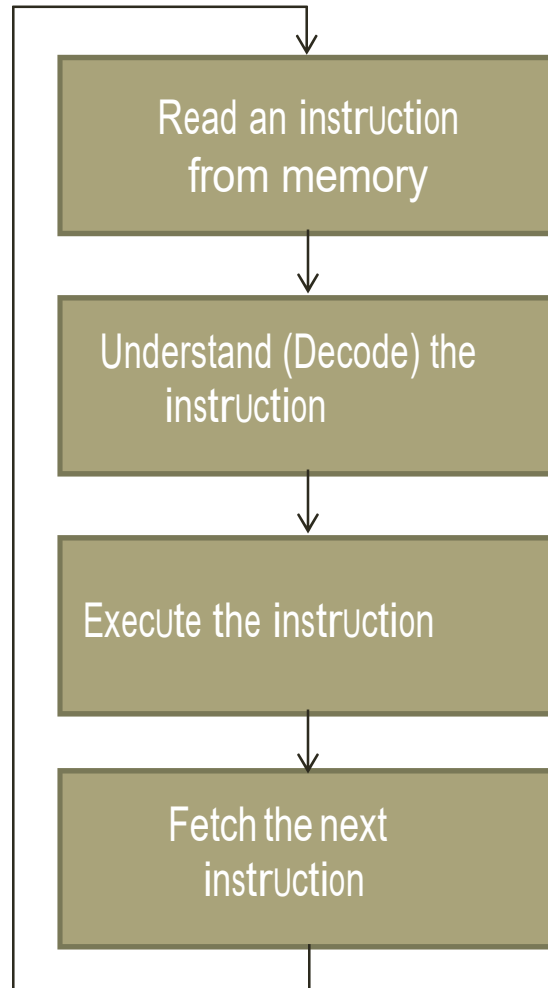 Read an instrUction
from memory
Understand (Decode) the
instrUction
ExecUte the instrUction
Fetch the next
instrUction